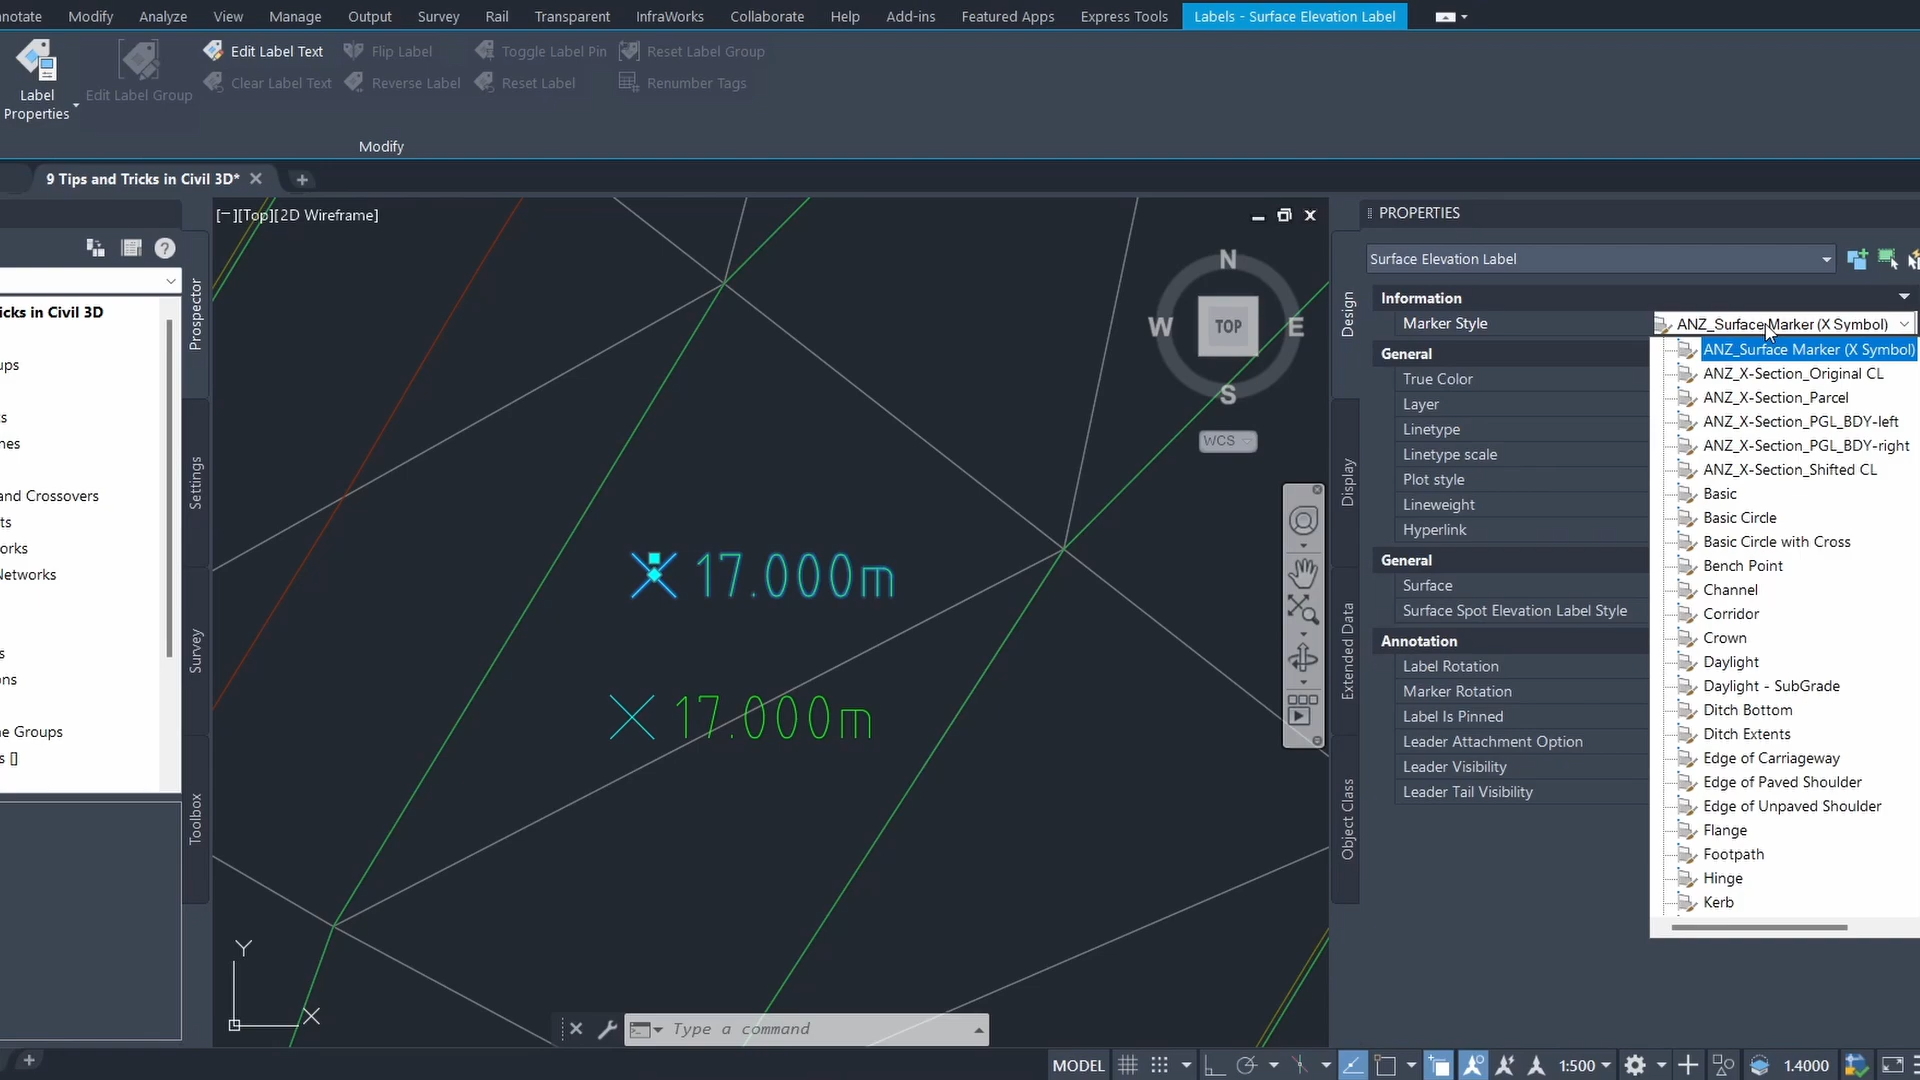 nnotate Modify Analyze View Manage Output Survey Rail Transparent InfraWorks Collaborate Help Add-ins Featured Apps Express Tools Labels - Surface Elevation Label
Edit Label Text Flip Label Toggle Label Pin Reset Label Group
Label Properties Edit Label Group Clear Label Text Reverse Label Reset Label Renumber Tags
Modify
9 Tips and Tricks in Civil 3D*
[−][Top][2D Wireframe]
icks in Civil 3D
ups
ts
nes
and Crossovers
ts
orks
Networks
s
ons
ne Groups
s []
Prospector
Settings
Survey
Toolbox
N
W TOP E
S
WCS
17.000m
17.000m
Y
X
Type a command
PROPERTIES
Surface Elevation Label
Design
Display
Extended Data
Object Class
Information
Marker Style ANZ_Surface Marker (X Symbol)
General
True Color
Layer
Linetype
Linetype scale
Plot style
Lineweight
Hyperlink
General
Surface
Surface Spot Elevation Label Style
Annotation
Label Rotation
Marker Rotation
Label Is Pinned
Leader Attachment Option
Leader Visibility
Leader Tail Visibility
ANZ_Surface Marker (X Symbol)
ANZ_X-Section_Original CL
ANZ_X-Section_Parcel
ANZ_X-Section_PGL_BDY-left
ANZ_X-Section_PGL_BDY-right
ANZ_X-Section_Shifted CL
Basic
Basic Circle
Basic Circle with Cross
Bench Point
Channel
Corridor
Crown
Daylight
Daylight - SubGrade
Ditch Bottom
Ditch Extents
Edge of Carriageway
Edge of Paved Shoulder
Edge of Unpaved Shoulder
Flange
Footpath
Hinge
Kerb
MODEL 1:500 1.4000